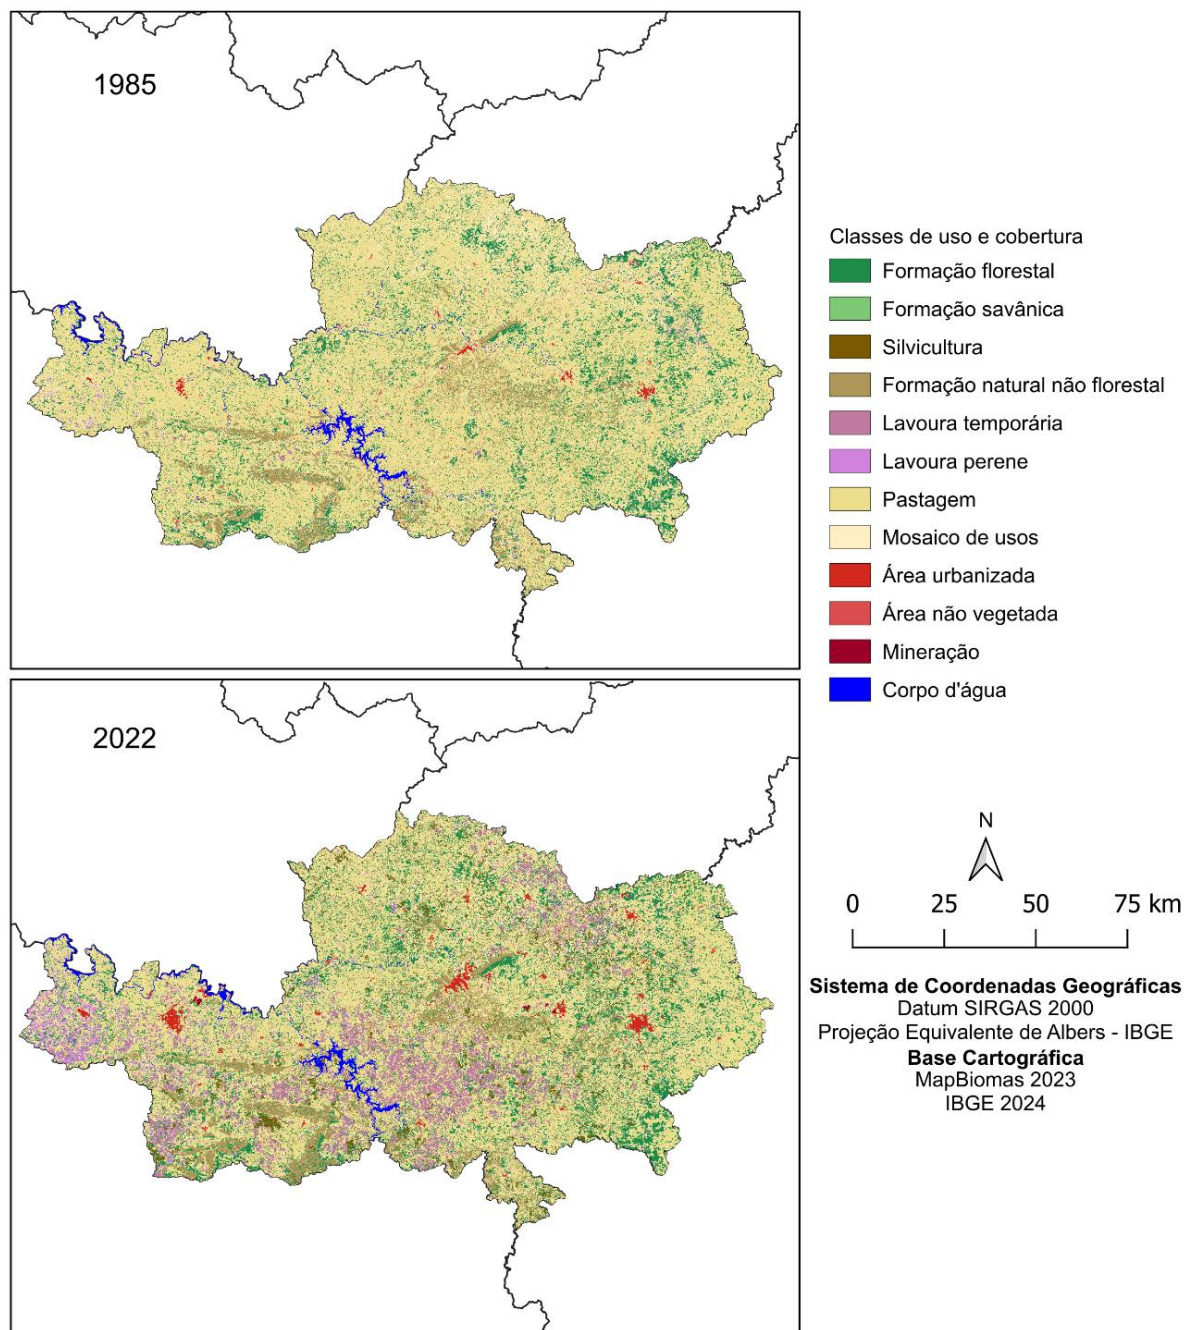 1985
2022
Classes de uso e cobertura
Formação florestal
Formação savânica
Silvicultura
Formação natural não florestal
Lavoura temporária
Lavoura perene
Pastagem
Mosaico de usos
Área urbanizada
Área não vegetada
Mineração
Corpo d'água
N
0 25 50 75 km
Sistema de Coordenadas Geográficas
Datum SIRGAS 2000
Projeção Equivalente de Albers - IBGE
Base Cartográfica
MapBiomas 2023
IBGE 2024